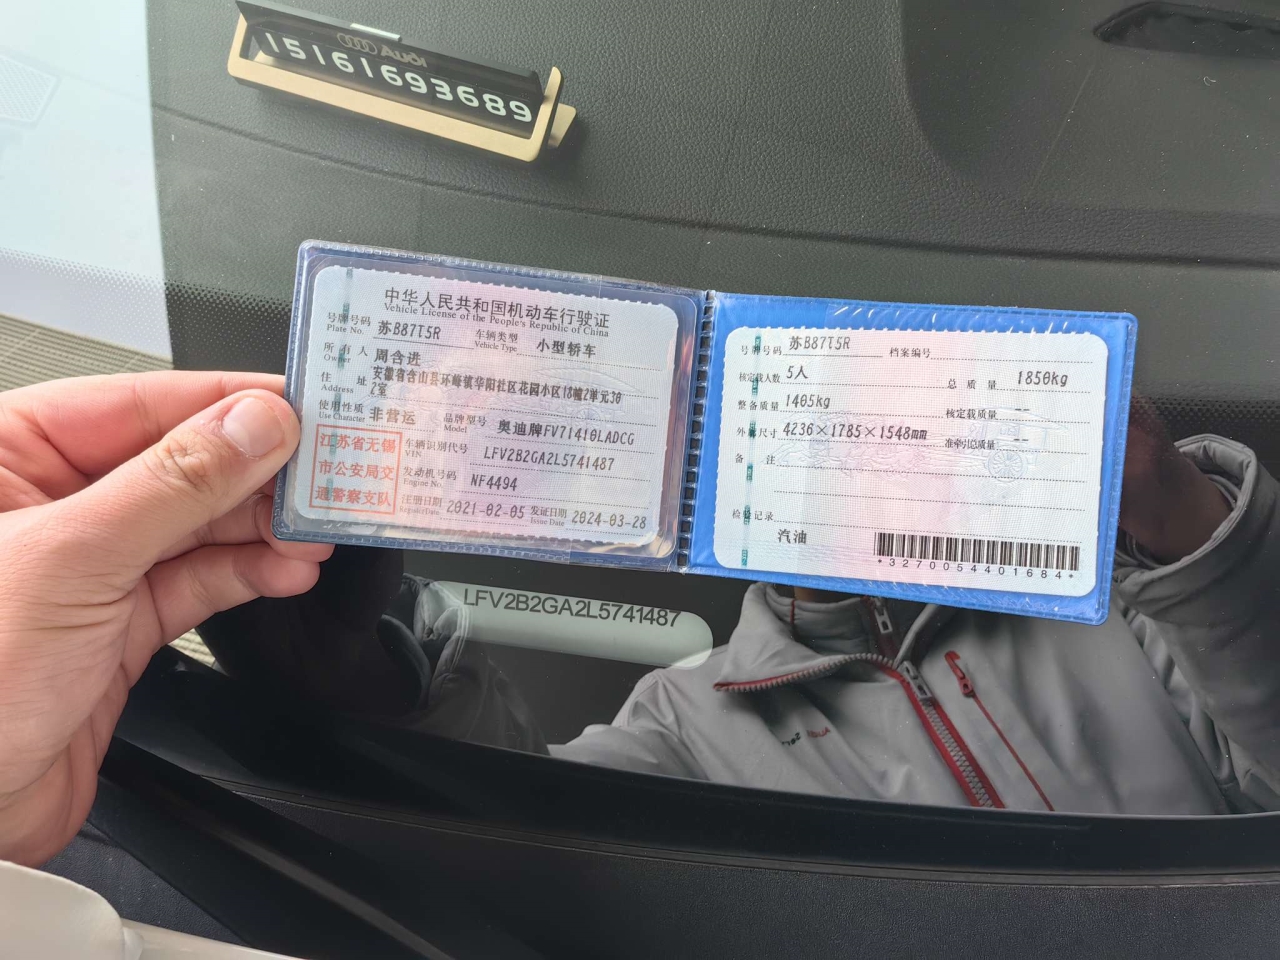 Audi
15161693689
中华人民共和国机动车行驶证
Vehicle License of the People's Republic of China
号牌号码 苏B87T5R 车辆类型 小型轿车
Plate No. Vehicle Type
所有人 周含进
Owner
住址 安徽省含山县环峰镇华阳社区花园小区18幢2单元30
Address 2室
使用性质 非营运 品牌型号 奥迪牌FV71410LADCG
Use Character Model
江苏省无锡
市公安局交
通警察支队
车辆识别代号 LFV2B2GA2L5741487
VIN
发动机号码 NF4494
Engine No.
注册日期 2021-02-05 发证日期 2024-03-28
Register Date Issue Date
号牌号码 苏B87T5R 档案编号
核定载人数 5人 总质量 1850kg
整备质量 1405kg 核定载质量 --
外廓尺寸 4236×1785×1548mm 准牵引总质量 --
备注
检验记录
汽油
*3270054401684*
LFV2B2GA2L5741487